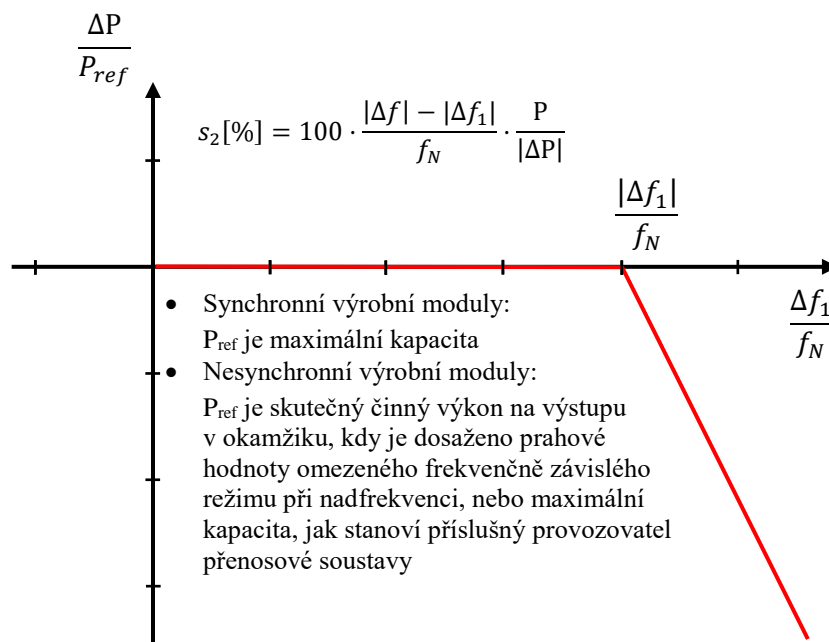 ΔP
P_ref
s₂[%] = 100 · (|Δf| − |Δf₁|)/f_N · P/|ΔP|
|Δf₁|
f_N
Δf₁
f_N
• Synchronní výrobní moduly:
P_ref je maximální kapacita
• Nesynchronní výrobní moduly:
P_ref je skutečný činný výkon na výstupu
v okamžiku, kdy je dosaženo prahové
hodnoty omezeného frekvenčně závislého
režimu při nadfrekvenci, nebo maximální
kapacita, jak stanoví příslušný provozovatel
přenosové soustavy